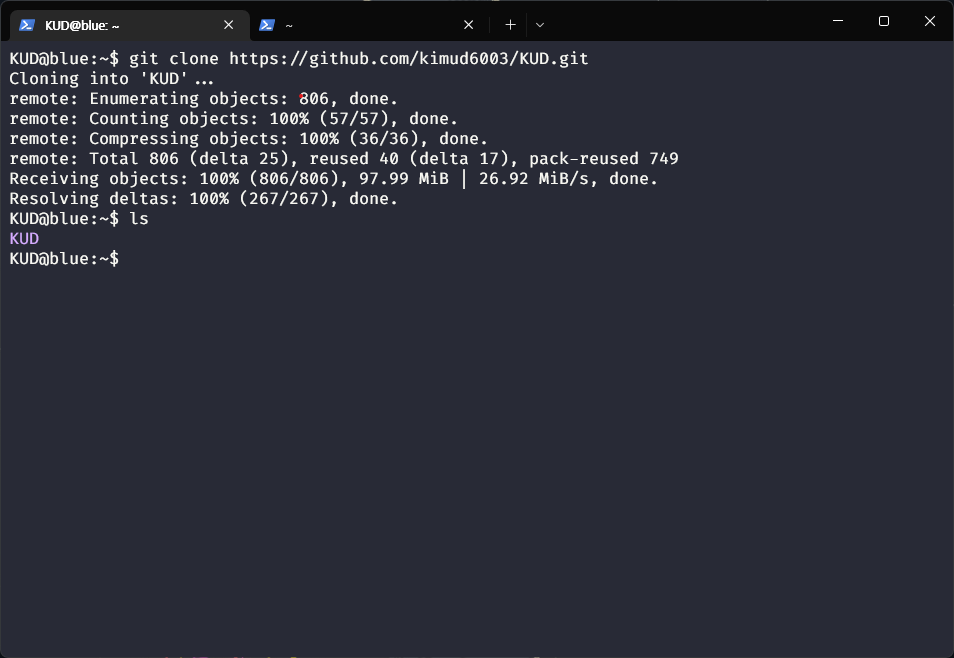 KUD@blue: ~
~
KUD@blue:~$ git clone https://github.com/kimud6003/KUD.git
Cloning into 'KUD'...
remote: Enumerating objects: 806, done.
remote: Counting objects: 100% (57/57), done.
remote: Compressing objects: 100% (36/36), done.
remote: Total 806 (delta 25), reused 40 (delta 17), pack-reused 749
Receiving objects: 100% (806/806), 97.99 MiB | 26.92 MiB/s, done.
Resolving deltas: 100% (267/267), done.
KUD@blue:~$ ls
KUD
KUD@blue:~$